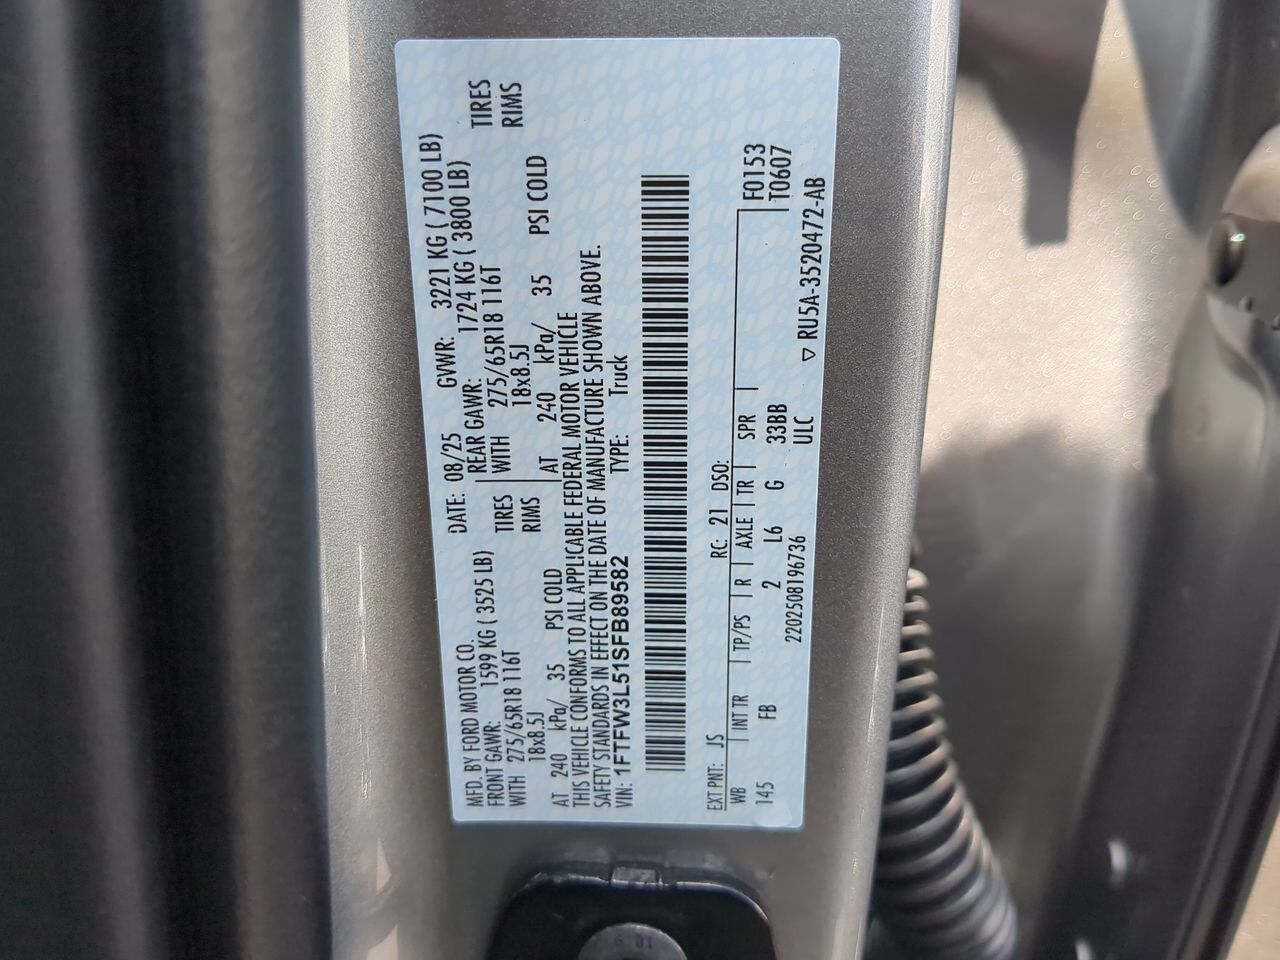 MFD. BY FORD MOTOR CO.
DATE: 08/25 GVWR: 3221 KG ( 7100 LB)
FRONT GAWR: 1599 KG ( 3525 LB) REAR GAWR: 1724 KG ( 3800 LB)
WITH 275/65R18 116T TIRES WITH 275/65R18 116T TIRES
18x8.5J RIMS 18x8.5J RIMS
AT 240 kPa/ 35 PSI COLD AT 240 kPa/ 35 PSI COLD
THIS VEHICLE CONFORMS TO ALL APPLICABLE FEDERAL MOTOR VEHICLE
SAFETY STANDARDS IN EFFECT ON THE DATE OF MANUFACTURE SHOWN ABOVE.
VIN: 1FTFW3L51SFB89582 TYPE: Truck
EXT PNT: JS RC: 21 DSO:
WB INT TR TP/PS R AXLE TR SPR F0153
145 FB 2 L6 G 33BB T0607
2202508196736 ULC ▽ RU5A-3520472-AB
10.9